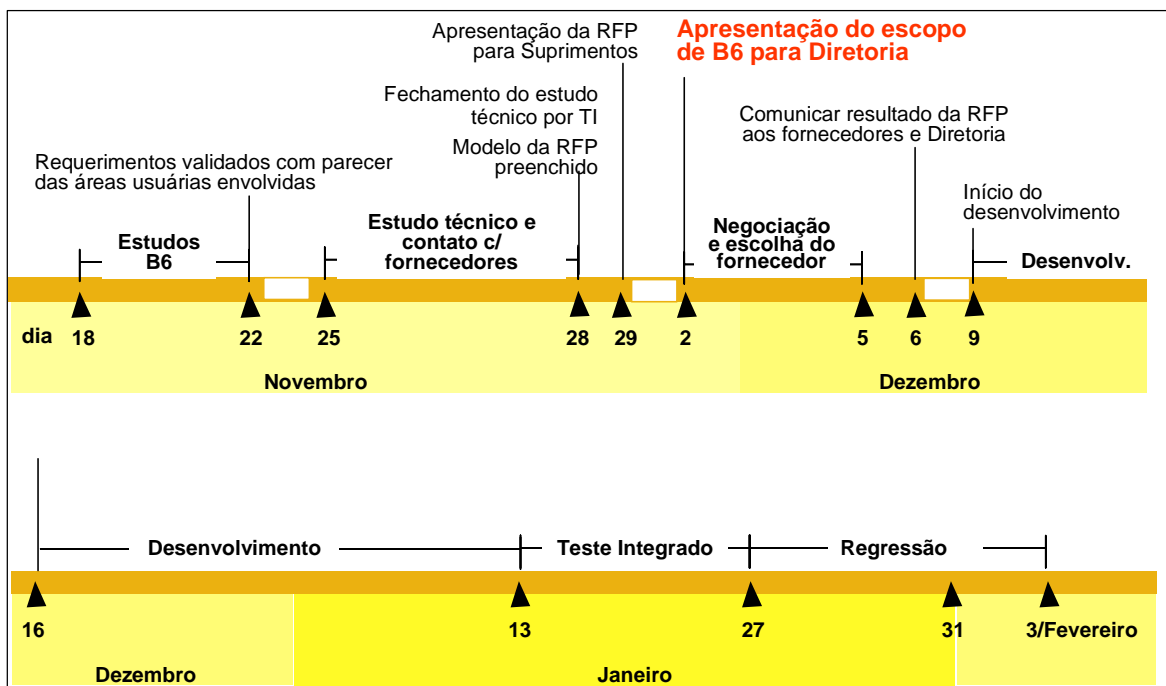 Apresentação da RFP
para Suprimentos
Apresentação do escopo
de B6 para Diretoria
Fechamento do estudo
técnico por TI
Modelo da RFP
preenchido
Comunicar resultado da RFP
aos fornecedores e Diretoria
Requerimentos validados com parecer
das áreas usuárias envolvidas
Início do
desenvolvimento
Estudos
B6
Estudo técnico e
contato c/
fornecedores
Negociação
e escolha do
fornecedor
Desenvolv.
dia 18 22 25 28 29 2 5 6 9
Novembro Dezembro
Desenvolvimento Teste Integrado Regressão
16 13 27 31 3/Fevereiro
Dezembro Janeiro